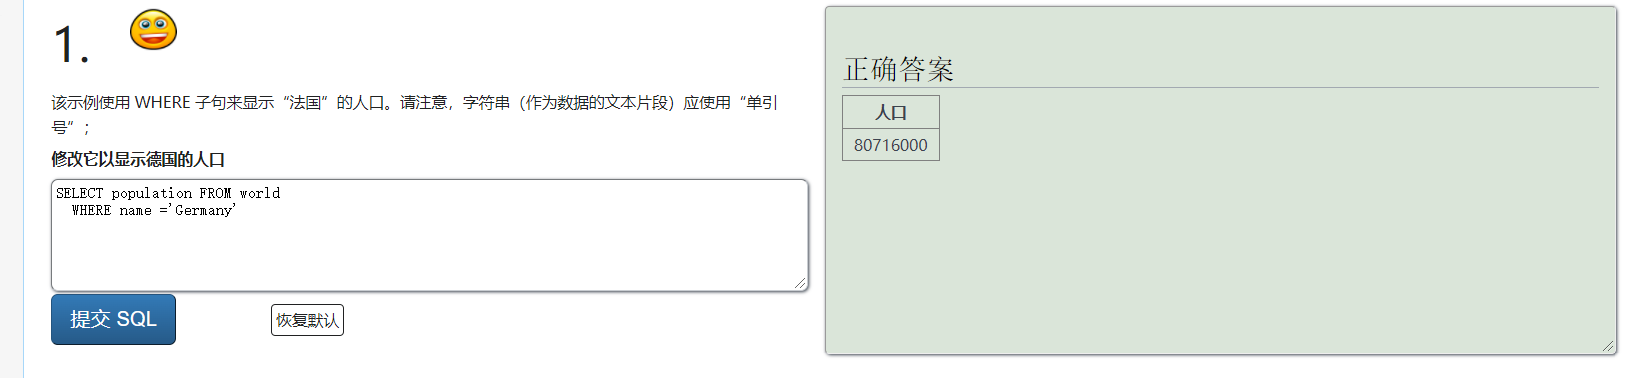 1.
该示例使用 WHERE 子句来显示“法国”的人口。请注意，字符串（作为数据的文本片段）应使用“单引
号”；
修改它以显示德国的人口
SELECT population FROM world
  WHERE name ='Germany'
提交 SQL
恢复默认
正确答案
人口
80716000